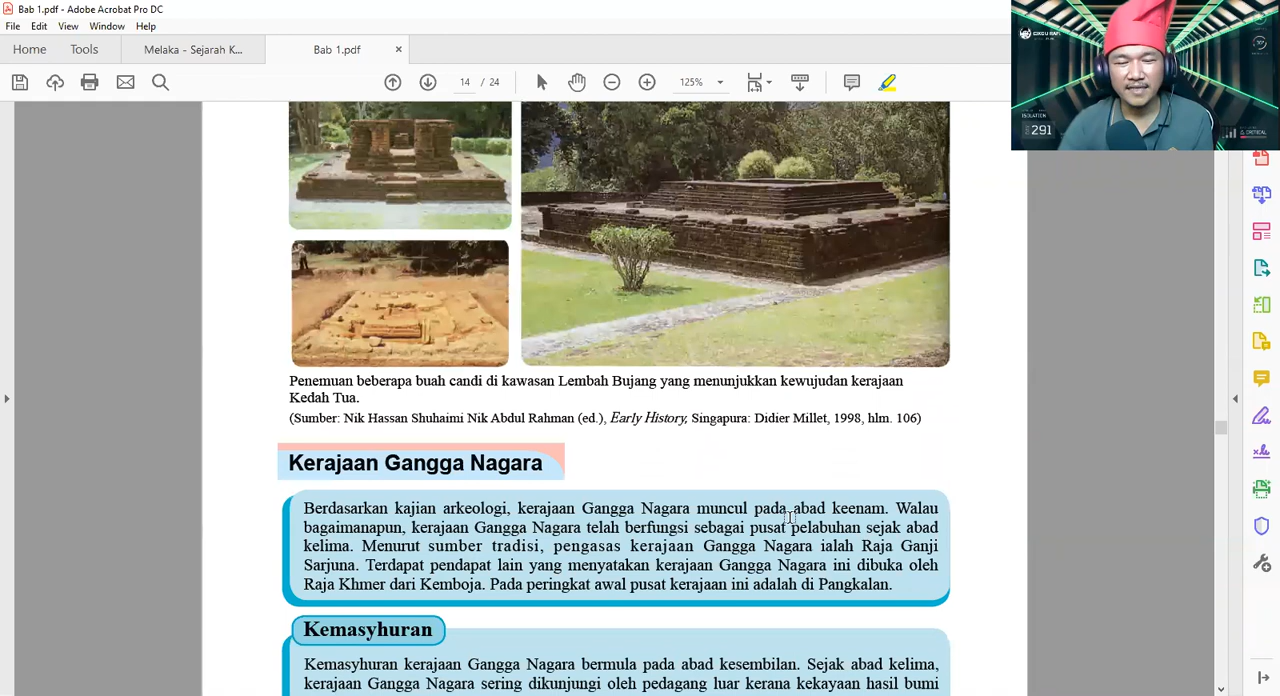 Bab 1.pdf - Adobe Acrobat Pro DC
File Edit View Window Help
Home Tools Melaka - Sejarah K... Bab 1.pdf ×
14 / 24 125%
ISOLATION
291
CRITICAL
Penemuan beberapa buah candi di kawasan Lembah Bujang yang menunjukkan kewujudan kerajaan
Kedah Tua.
(Sumber: Nik Hassan Shuhaimi Nik Abdul Rahman (ed.), Early History, Singapura: Didier Millet, 1998, hlm. 106)
Kerajaan Gangga Nagara
Berdasarkan kajian arkeologi, kerajaan Gangga Nagara muncul pada abad keenam. Walau
bagaimanapun, kerajaan Gangga Nagara telah berfungsi sebagai pusat pelabuhan sejak abad
kelima. Menurut sumber tradisi, pengasas kerajaan Gangga Nagara ialah Raja Ganji
Sarjuna. Terdapat pendapat lain yang menyatakan kerajaan Gangga Nagara ini dibuka oleh
Raja Khmer dari Kemboja. Pada peringkat awal pusat kerajaan ini adalah di Pangkalan.
Kemasyhuran
Kemasyhuran kerajaan Gangga Nagara bermula pada abad kesembilan. Sejak abad kelima,
kerajaan Gangga Nagara sering dikunjungi oleh pedagang luar kerana kekayaan hasil bumi